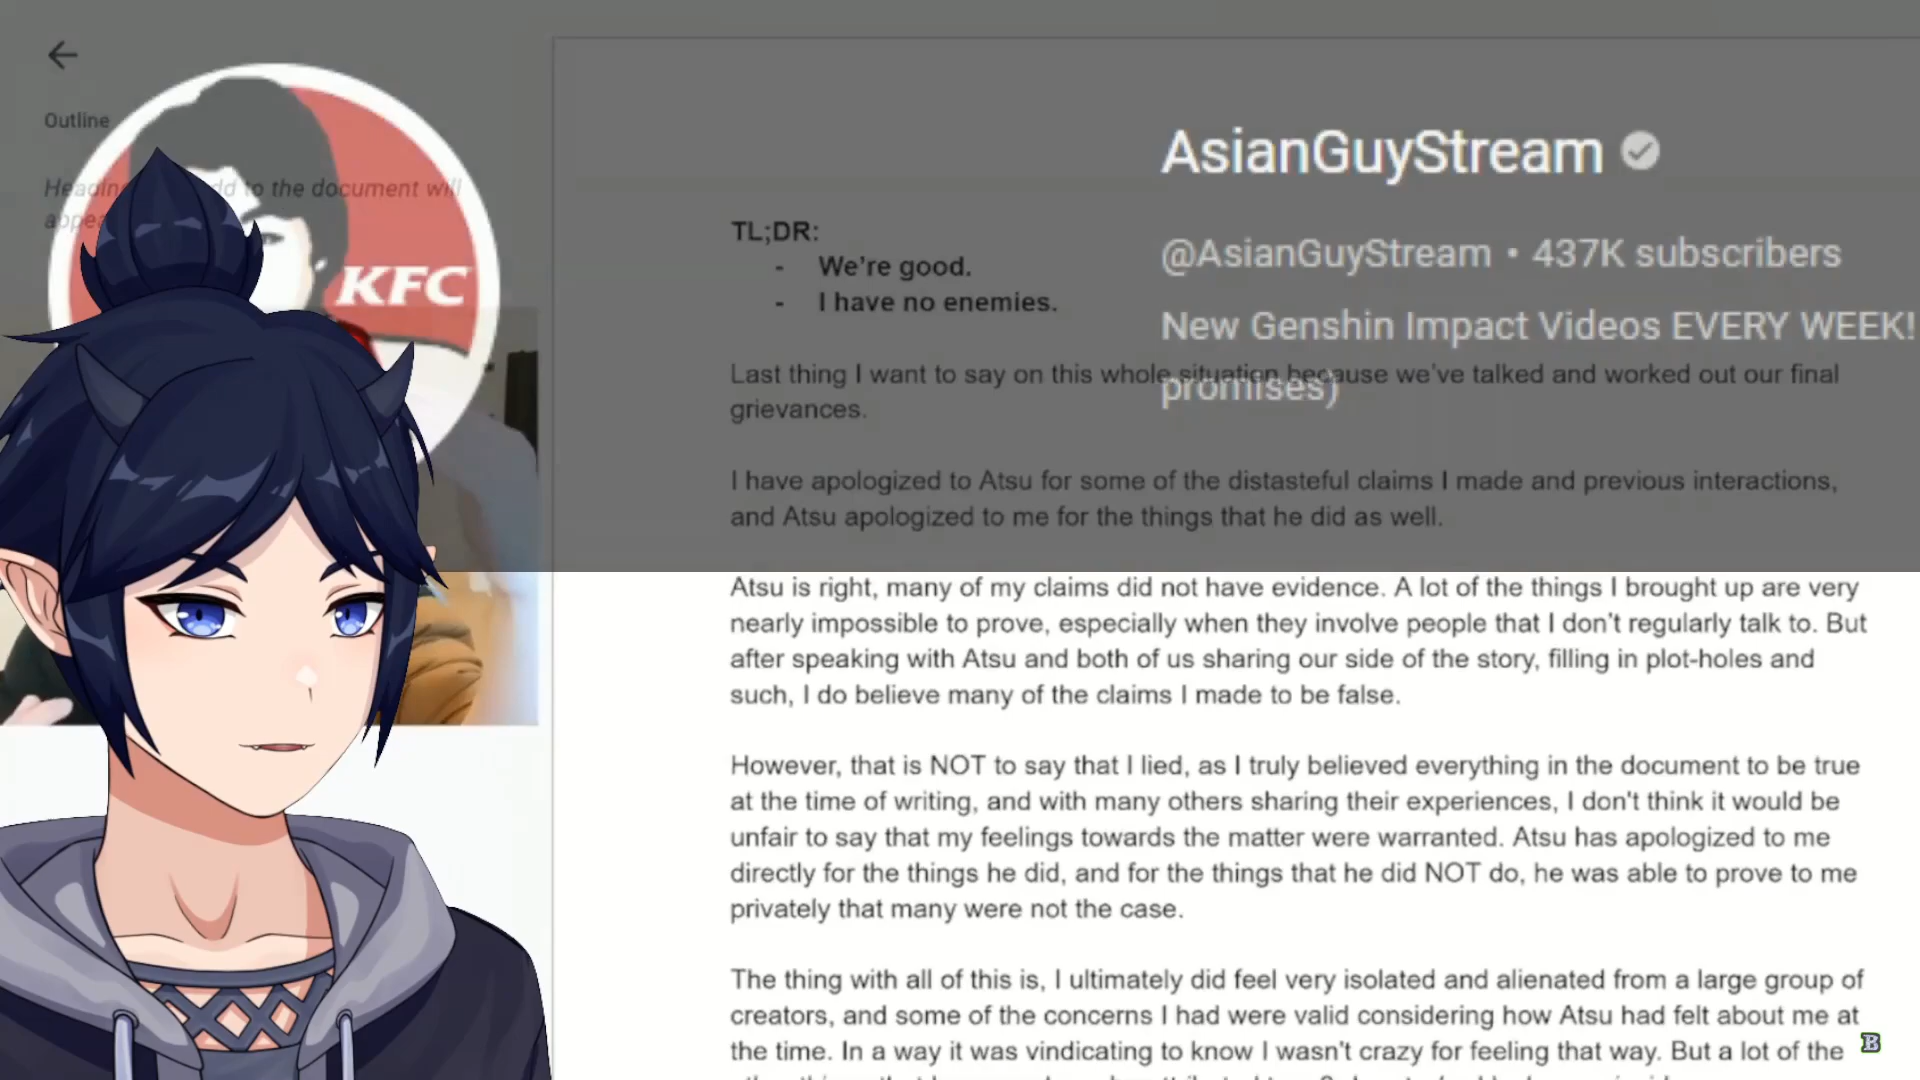 Outline
to the document will
KFC
AsianGuyStream
@AsianGuyStream • 437K subscribers
New Genshin Impact Videos EVERY WEEK!
promises)
TL;DR:
- We're good.
- I have no enemies.
Last thing I want to say on this whole situation because we've talked and worked out our final
grievances.
I have apologized to Atsu for some of the distasteful claims I made and previous interactions,
and Atsu apologized to me for the things that he did as well.
Atsu is right, many of my claims did not have evidence. A lot of the things I brought up are very
nearly impossible to prove, especially when they involve people that I don't regularly talk to. But
after speaking with Atsu and both of us sharing our side of the story, filling in plot-holes and
such, I do believe many of the claims I made to be false.
However, that is NOT to say that I lied, as I truly believed everything in the document to be true
at the time of writing, and with many others sharing their experiences, I don't think it would be
unfair to say that my feelings towards the matter were warranted. Atsu has apologized to me
directly for the things he did, and for the things that he did NOT do, he was able to prove to me
privately that many were not the case.
The thing with all of this is, I ultimately did feel very isolated and alienated from a large group of
creators, and some of the concerns I had were valid considering how Atsu had felt about me at
the time. In a way it was vindicating to know I wasn't crazy for feeling that way. But a lot of the
B